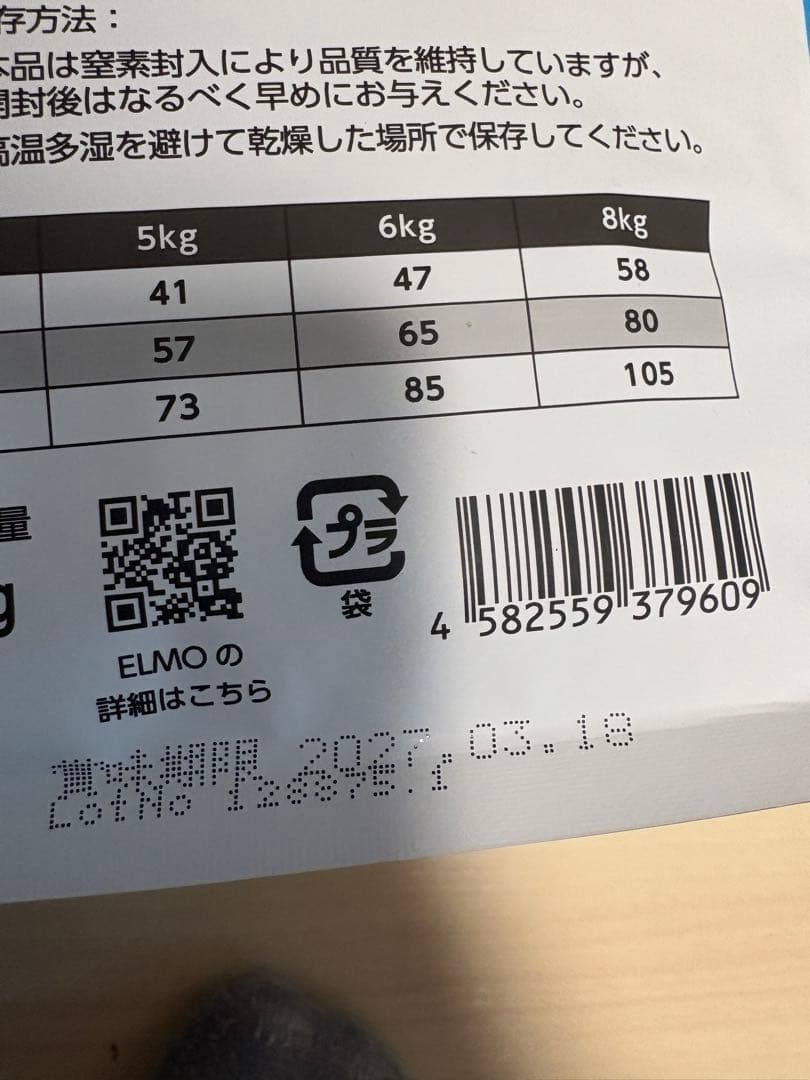 存方法：
本品は窒素封入により品質を維持していますが、
開封後はなるべく早めにお与えください。
高温多湿を避けて乾燥した場所で保存してください。
5kg 6kg 8kg
41 47 58
57 65 80
73 85 105
量
g
プラ
袋
ELMOの
詳細はこちら
4 582559 379609
賞味期限 2027.03.18
LotNo